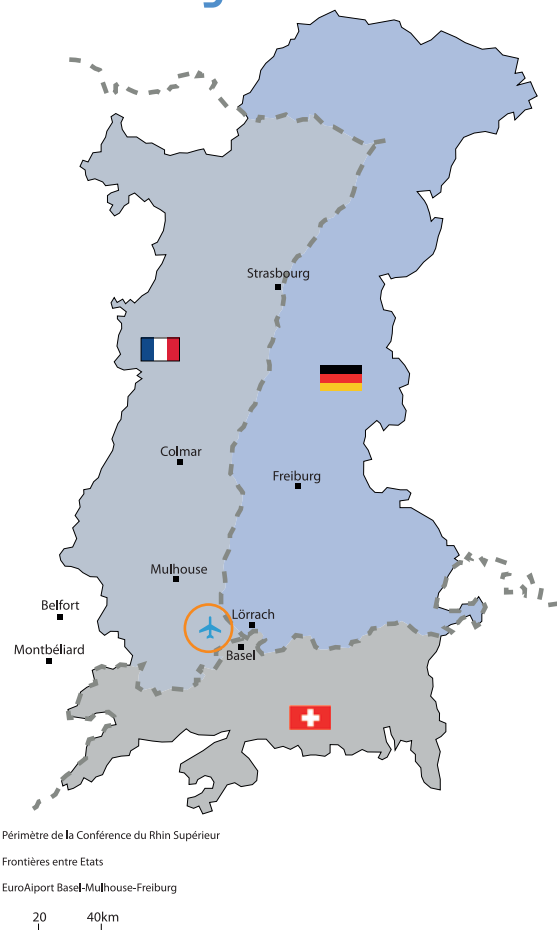 Strasbourg
Colmar
Freiburg
Mulhouse
Belfort
Lörrach
Montbéliard
Basel
Périmètre de la Conférence du Rhin Supérieur
Frontières entre Etats
EuroAiport Basel-Mulhouse-Freiburg
20 40km